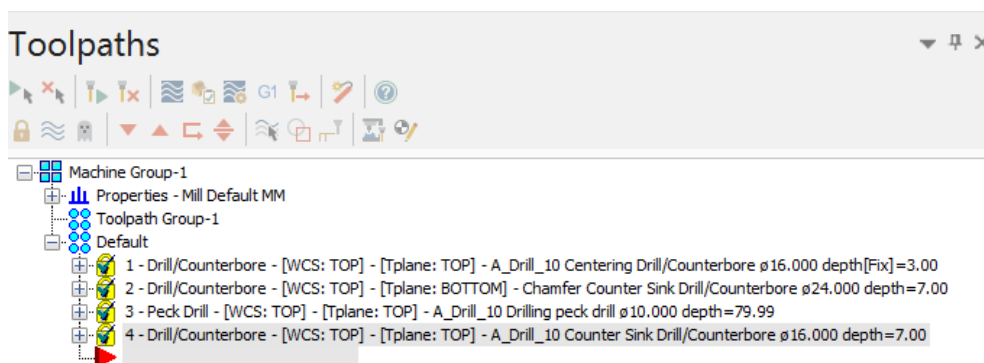 Toolpaths
G1
Machine Group-1
Properties - Mill Default MM
Toolpath Group-1
Default
1 - Drill/Counterbore - [WCS: TOP] - [Tplane: TOP] - A_Drill_10 Centering Drill/Counterbore ø16.000 depth[Fix]=3.00
2 - Drill/Counterbore - [WCS: TOP] - [Tplane: BOTTOM] - Chamfer Counter Sink Drill/Counterbore ø24.000 depth=7.00
3 - Peck Drill - [WCS: TOP] - [Tplane: TOP] - A_Drill_10 Drilling peck drill ø10.000 depth=79.99
4 - Drill/Counterbore - [WCS: TOP] - [Tplane: TOP] - A_Drill_10 Counter Sink Drill/Counterbore ø16.000 depth=7.00